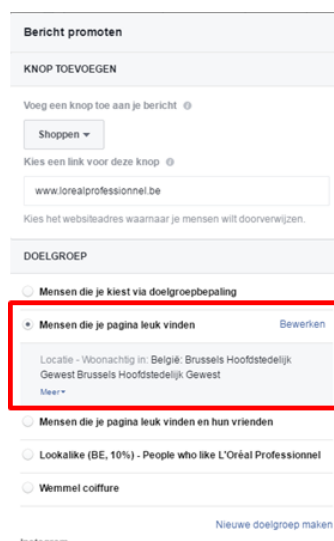 Bericht promoten
KNOP TOEVOEGEN
Voeg een knop toe aan je bericht
Shoppen
Kies een link voor deze knop
www.lorealprofessionnel.be
Kies het websiteadres waarnaar je mensen wilt doorverwijzen.
DOELGROEP
Mensen die je kiest via doelgroepbepaling
Mensen die je pagina leuk vinden Bewerken
Locatie - Woonachtig in: België: Brussels Hoofdstedelijk
Gewest Brussels Hoofdstedelijk Gewest
Meer
Mensen die je pagina leuk vinden en hun vrienden
Lookalike (BE, 10%) - People who like L'Oréal Professionnel
Wemmel coiffure
Nieuwe doelgroep maken